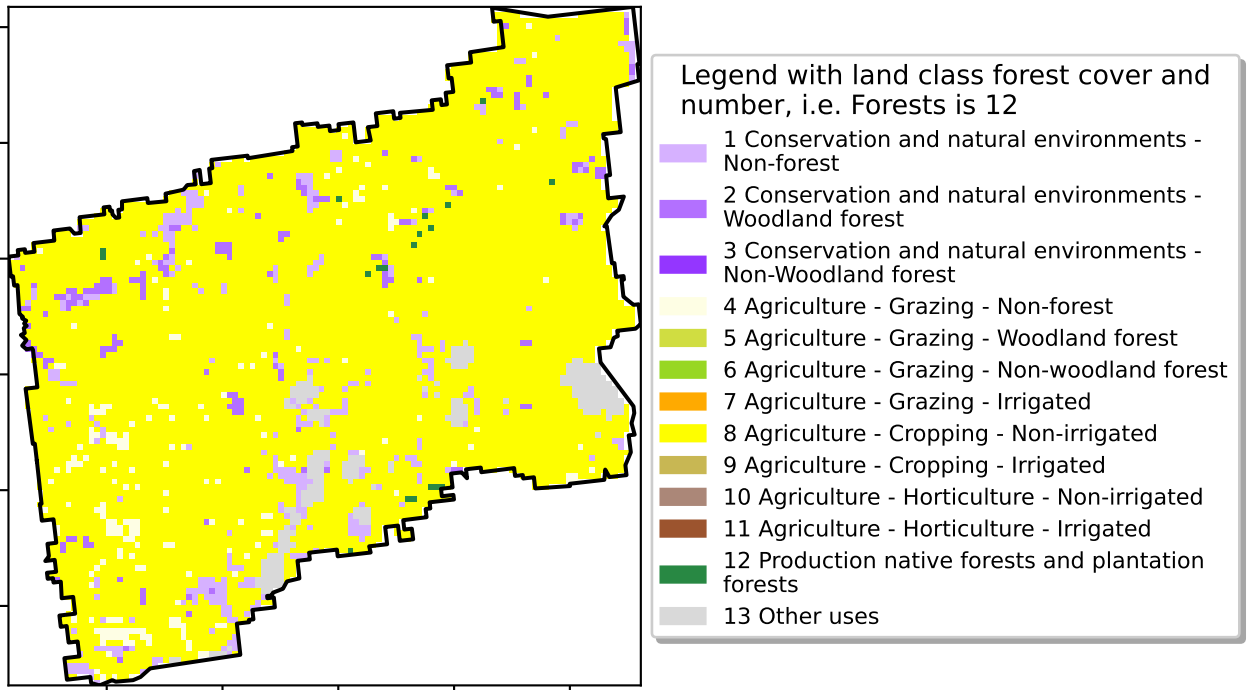 Legend with land class forest cover and
number, i.e. Forests is 12
1 Conservation and natural environments -
Non-forest
2 Conservation and natural environments -
Woodland forest
3 Conservation and natural environments -
Non-Woodland forest
4 Agriculture - Grazing - Non-forest
5 Agriculture - Grazing - Woodland forest
6 Agriculture - Grazing - Non-woodland forest
7 Agriculture - Grazing - Irrigated
8 Agriculture - Cropping - Non-irrigated
9 Agriculture - Cropping - Irrigated
10 Agriculture - Horticulture - Non-irrigated
11 Agriculture - Horticulture - Irrigated
12 Production native forests and plantation
forests
13 Other uses